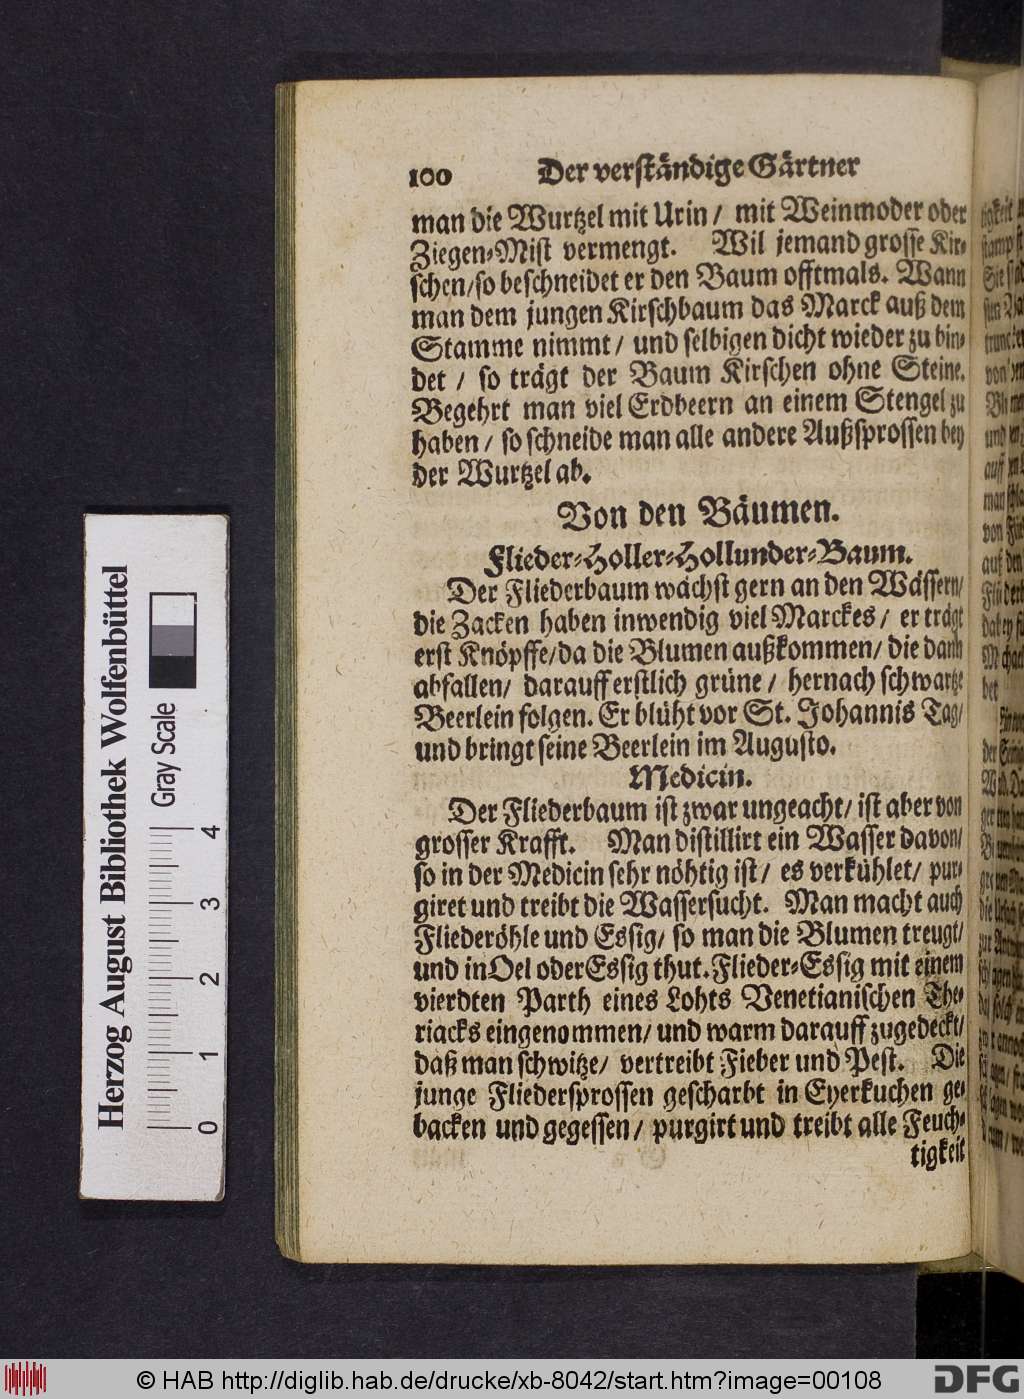 100 Der verständige Gärtner
man die Wurtzel mit Urin / mit Weinmoder oder
Ziegen-Mist vermengt. Wil jemand grosse Kir-
schen/so beschneidet er den Baum offtmals. Wann
man dem jungen Kirschbaum das Marck auß dem
Stamme nimmt / und selbigen dicht wieder zu bin-
det / so trägt der Baum Kirschen ohne Steine.
Begehrt man viel Erdbeern an einem Stengel zu
haben / so schneide man alle andere Außsprossen bey
der Wurtzel ab.
Von den Bäumen.
Flieder-Holler-Hollunder-Baum.
Der Fliederbaum wächst gern an den Wässern/
die Zacken haben inwendig viel Marckes / er trägt
erst Knöpffe/da die Blumen außkommen/ die dann
abfallen/ darauff erstlich grüne / hernach schwartze
Beerlein folgen. Er blüht vor St. Johannis Tag/
und bringt seine Beerlein im Augusto.
Medicin.
Der Fliederbaum ist zwar ungeacht/ ist aber von
grosser Krafft. Man distillirt ein Wasser davon/
so in der Medicin sehr nöhtig ist / es verkühlet/ pur-
giret und treibt die Wassersucht. Man macht auch
Fliederöhle und Essig/ so man die Blumen treugt/
und in Oel oder Essig thut. Flieder-Essig mit einem
vierdten Parth eines Lohts Venetianischen The-
riacks eingenommen/ und warm darauff zugedeckt/
daß man schwitze/ vertreibt Fieber und Pest. Die
junge Fliedersprossen gescharbt in Eyerkuchen ge-
backen und gegessen / purgirt und treibt alle Feuch-
tigkeit
Herzog August Bibliothek Wolfenbüttel
Gray Scale
0 1 2 3 4
© HAB http://diglib.hab.de/drucke/xb-8042/start.htm?image=00108
DFG